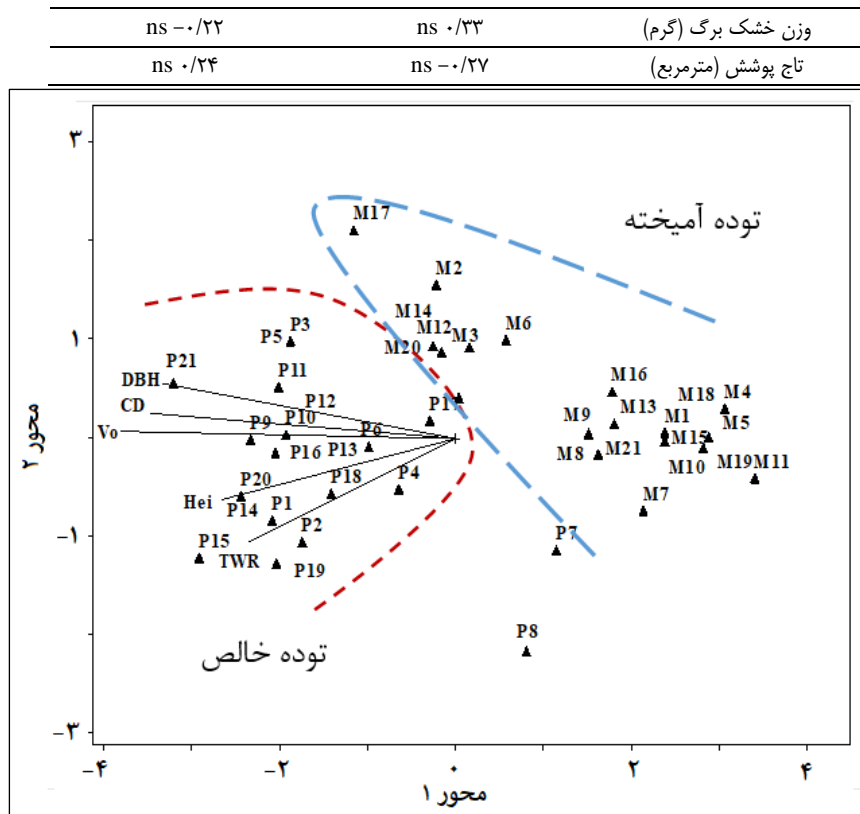 وزن خشک برگ (گرم) ۰/۳۳ ns -۰/۲۲ ns
تاج پوشش (مترمربع) -۰/۲۷ ns ۰/۲۴ ns
۳
توده آمیخته
M17
M2
M14
M12 M3 M6
M20
۱
P5 P3
P21 P11
DBH P12
CD
Vo P9 P10 P6 P17
P16 P13
M16
M18 M4
M9 M13 M1 M5
M15
M8 M21 M10 M19 M11
محور ۲
P20 P18 P4
Hei P14 P1
M7
-۱
P15 P2
TWR P19
P7
P8
توده خالص
-۳
-۴ -۲ ۰ ۲ ۴
محور ۱